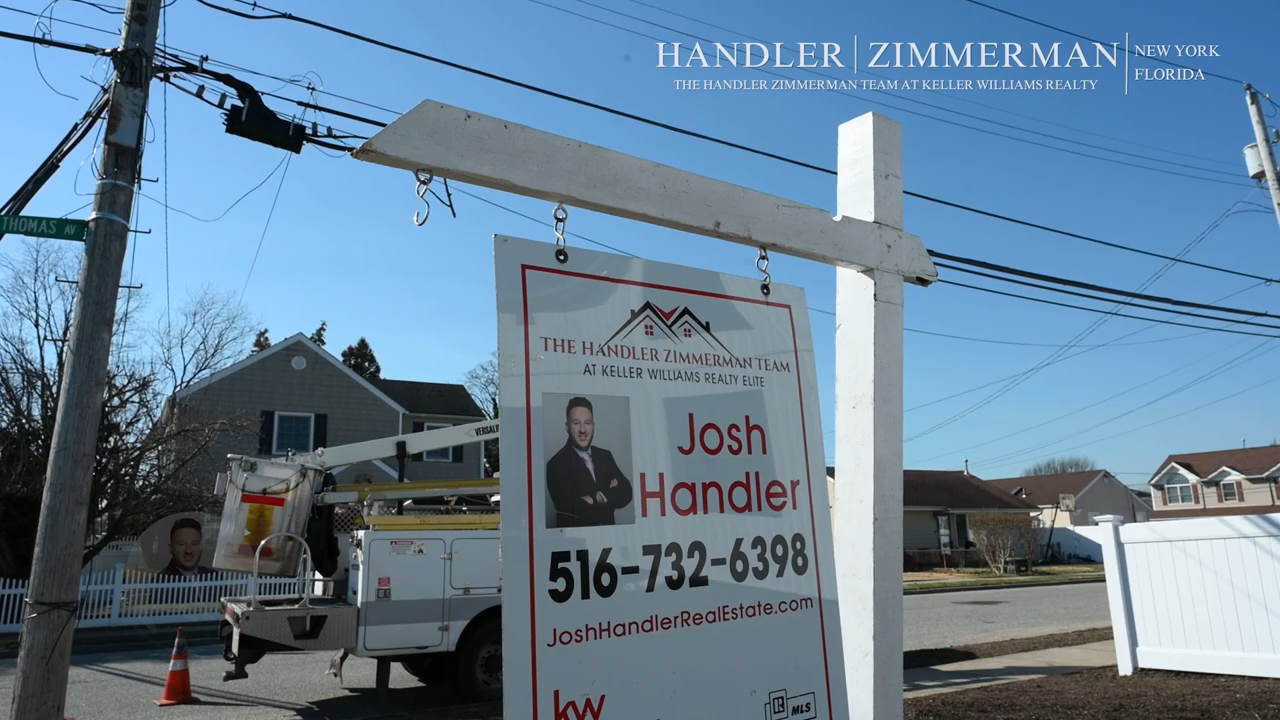 HANDLER ZIMMERMAN
NEW YORK
FLORIDA
THE HANDLER ZIMMERMAN TEAM AT KELLER WILLIAMS REALTY
THOMAS AV
THE HANDLER ZIMMERMAN TEAM
AT KELLER WILLIAMS REALTY ELITE
Josh
Handler
516-732-6398
JoshHandlerRealEstate.com
kw
R MLS